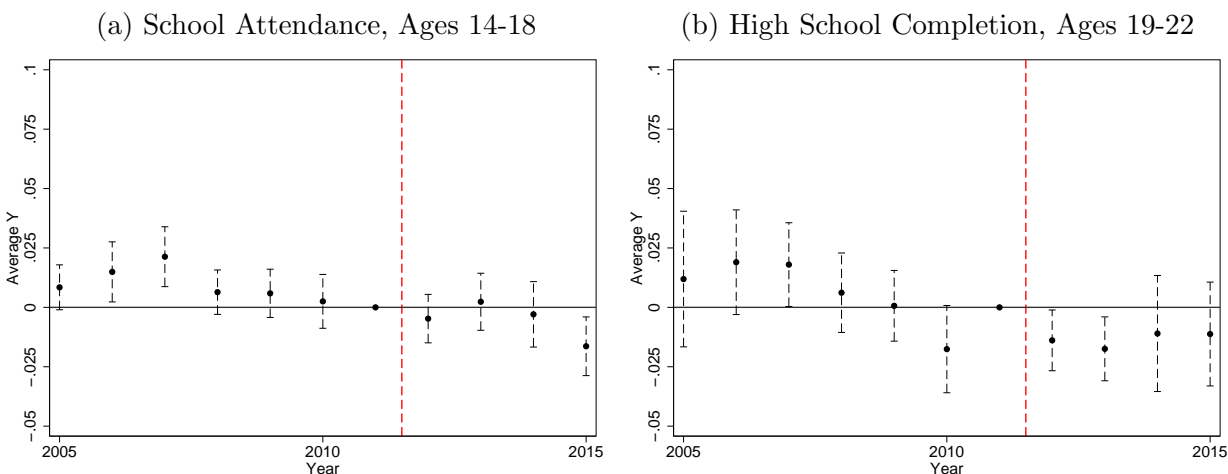 (a) School Attendance, Ages 14-18
.1
.075
.05
.025
0
-.025
-.05
Average Y
2005 2010 2015
Year
(b) High School Completion, Ages 19-22
.1
.075
.05
.025
0
-.025
-.05
Average Y
2005 2010 2015
Year